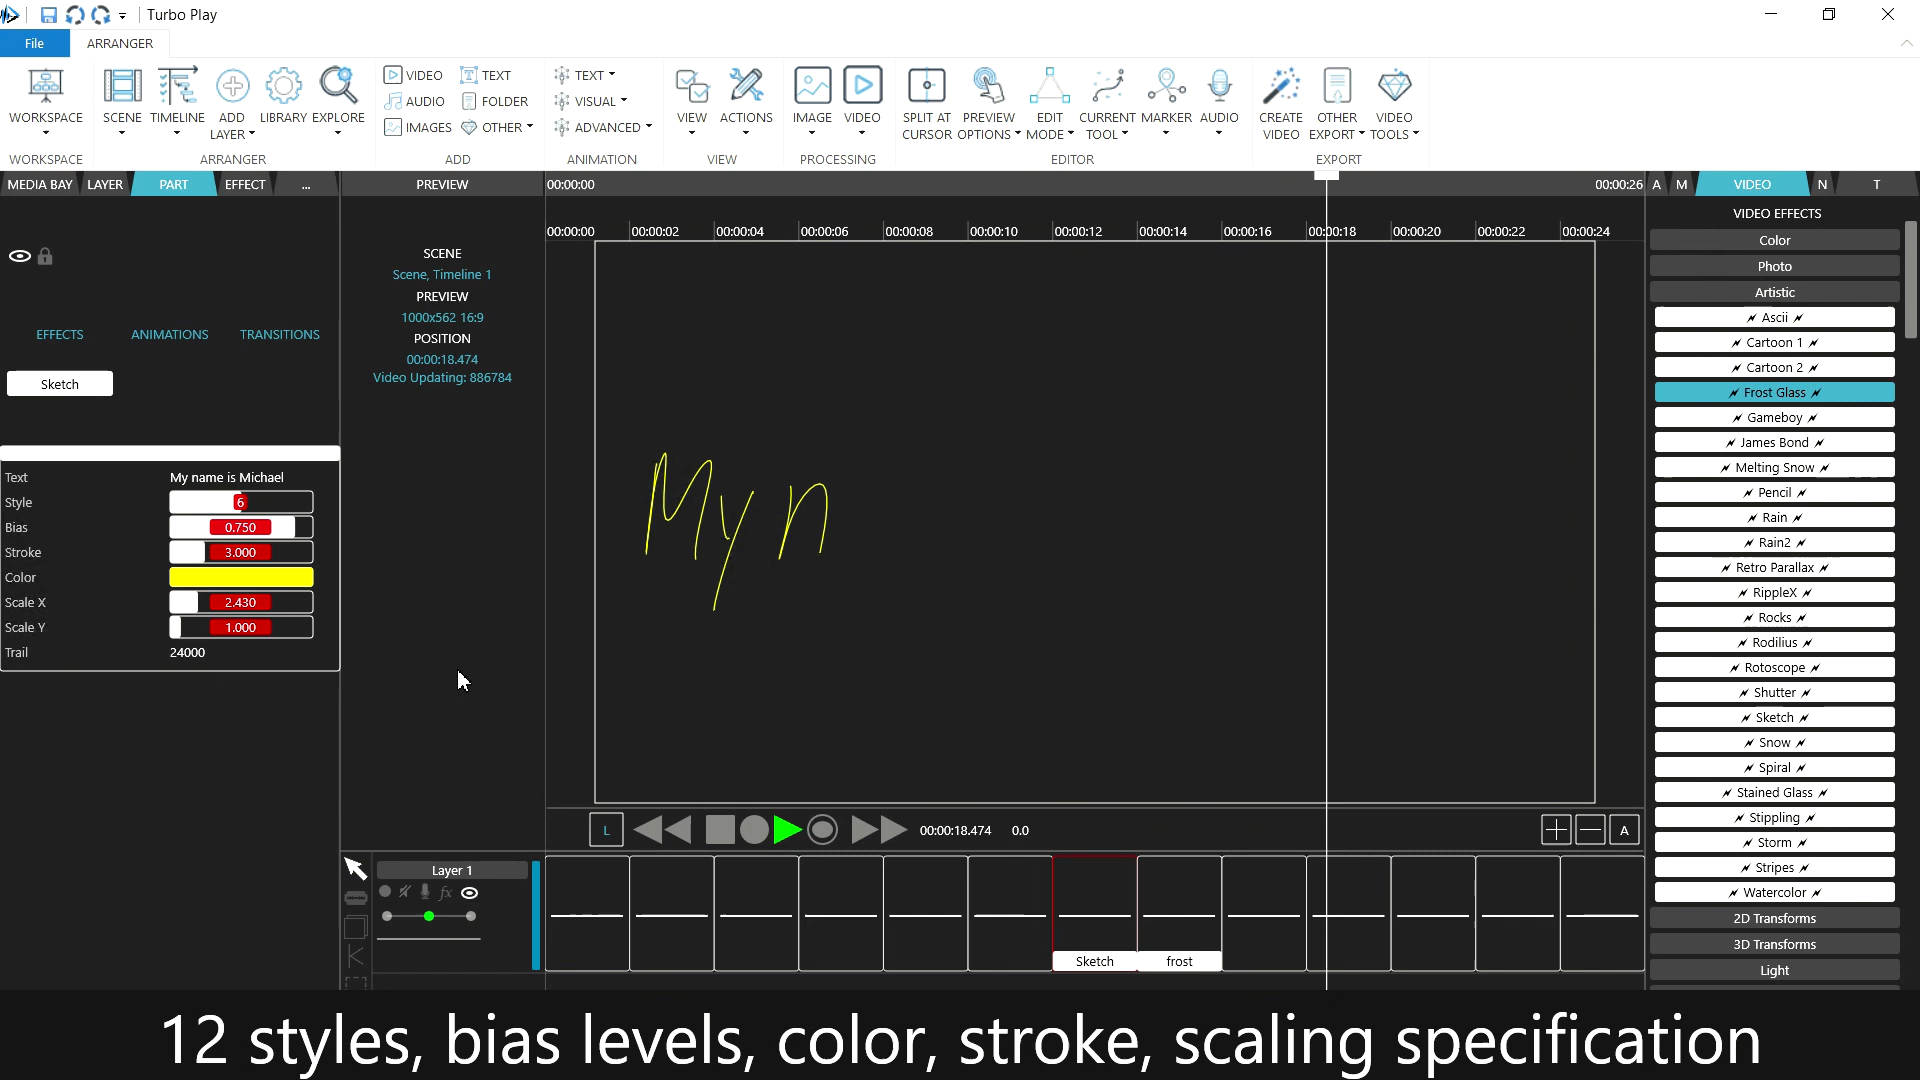 Turbo Play
File
ARRANGER
WORKSPACE
SCENE
TIMELINE
ADD
LAYER
LIBRARY
EXPLORE
VIDEO
AUDIO
IMAGES
TEXT
FOLDER
OTHER
TEXT
VISUAL
ADVANCED
VIEW
ACTIONS
IMAGE
VIDEO
SPLIT AT
CURSOR
PREVIEW
OPTIONS
EDIT
MODE
CURRENT
TOOL
MARKER
AUDIO
CREATE
VIDEO
OTHER
EXPORT
VIDEO
TOOLS
WORKSPACE
ARRANGER
ADD
ANIMATION
VIEW
PROCESSING
EDITOR
EXPORT
MEDIA BAY
LAYER
PART
EFFECT
...
PREVIEW
00:00:00
00:00:26
A
M
VIDEO
N
T
00:00:00
00:00:02
00:00:04
00:00:06
00:00:08
00:00:10
00:00:12
00:00:14
00:00:16
00:00:18
00:00:20
00:00:22
00:00:24
EFFECTS
ANIMATIONS
TRANSITIONS
Sketch
Text My name is Michael
Style 6
Bias 0.750
Stroke 3.000
Color
Scale X 2.430
Scale Y 1.000
Trail 24000
SCENE
Scene, Timeline 1
PREVIEW
1000x562 16:9
POSITION
00:00:18.474
Video Updating: 886784
My n
L
00:00:18.474
0.0
A
Layer 1
fx
Sketch
frost
VIDEO EFFECTS
Color
Photo
Artistic
Ascii
Cartoon 1
Cartoon 2
Frost Glass
Gameboy
James Bond
Melting Snow
Pencil
Rain
Rain2
Retro Parallax
RippleX
Rocks
Rodilius
Rotoscope
Shutter
Sketch
Snow
Spiral
Stained Glass
Stippling
Storm
Stripes
Watercolor
2D Transforms
3D Transforms
Light
12 styles, bias levels, color, stroke, scaling specification